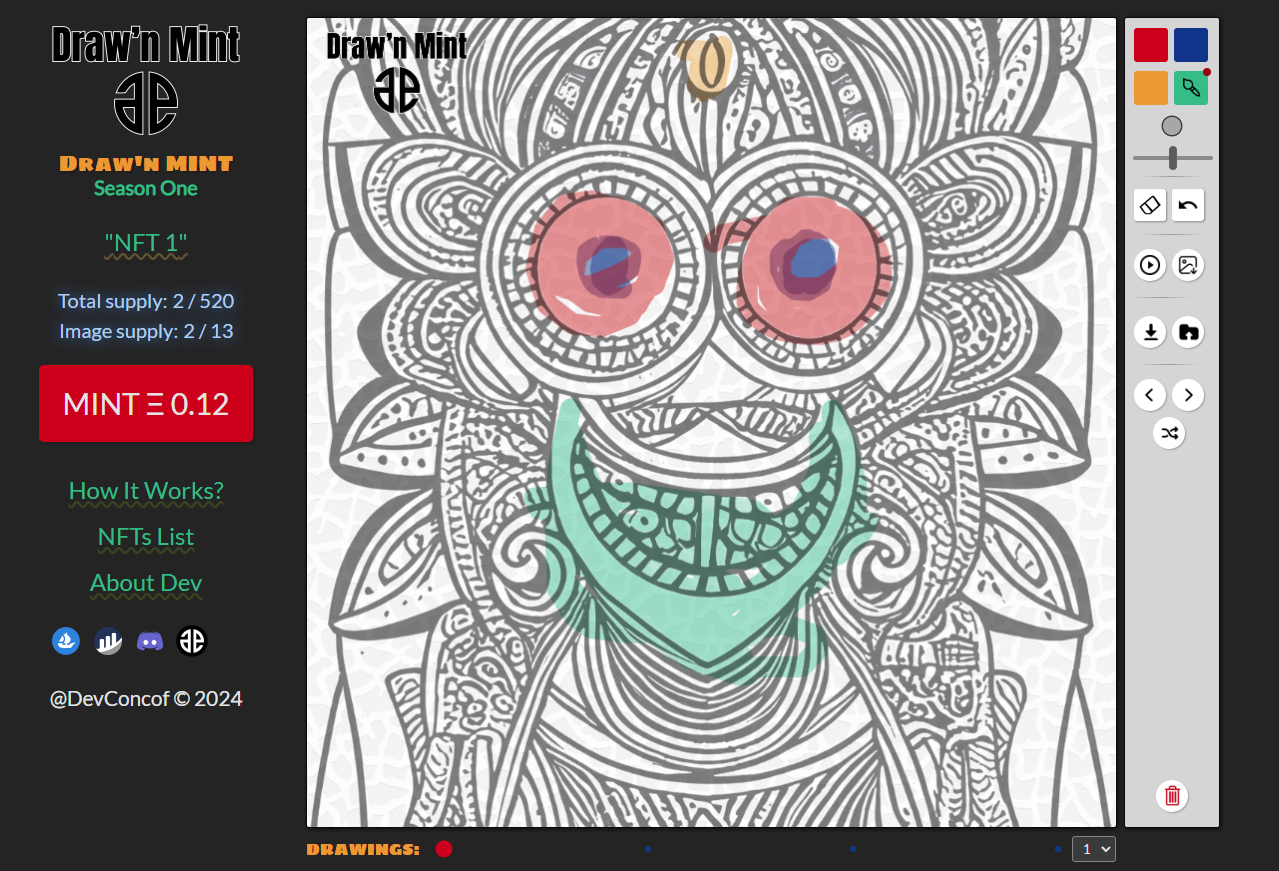 Draw'n Mint
DRAW'N MINT
Season One
"NFT 1"
Total supply: 2 / 520
Image supply: 2 / 13
MINT Ξ 0.12
How It Works?
NFTs List
About Dev
@DevConcof © 2024
Draw'n Mint
DRAWINGS:
1